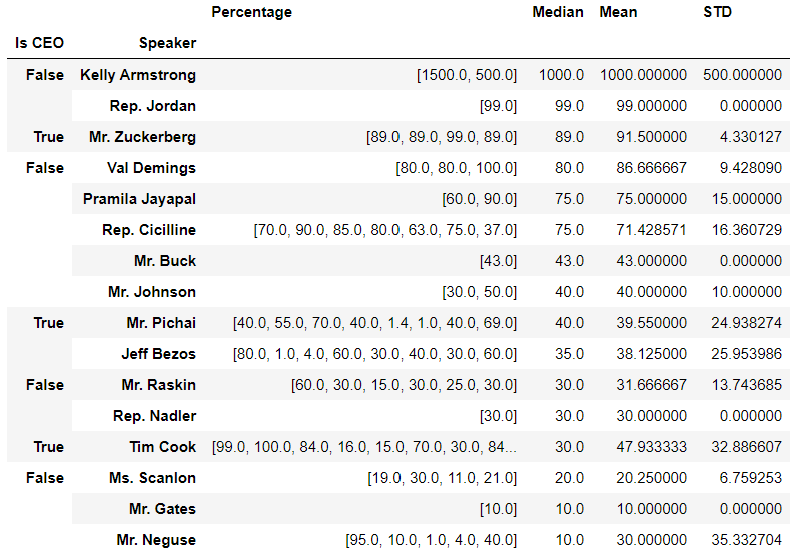 Percentage Median Mean STD
Is CEO Speaker
False Kelly Armstrong [1500.0, 500.0] 1000.0 1000.000000 500.000000
Rep. Jordan [99.0] 99.0 99.000000 0.000000
True Mr. Zuckerberg [89.0, 89.0, 99.0, 89.0] 89.0 91.500000 4.330127
False Val Demings [80.0, 80.0, 100.0] 80.0 86.666667 9.428090
Pramila Jayapal [60.0, 90.0] 75.0 75.000000 15.000000
Rep. Cicilline [70.0, 90.0, 85.0, 80.0, 63.0, 75.0, 37.0] 75.0 71.428571 16.360729
Mr. Buck [43.0] 43.0 43.000000 0.000000
Mr. Johnson [30.0, 50.0] 40.0 40.000000 10.000000
True Mr. Pichai [40.0, 55.0, 70.0, 40.0, 1.4, 1.0, 40.0, 69.0] 40.0 39.550000 24.938274
Jeff Bezos [80.0, 1.0, 4.0, 60.0, 30.0, 40.0, 30.0, 60.0] 35.0 38.125000 25.953986
False Mr. Raskin [60.0, 30.0, 15.0, 30.0, 25.0, 30.0] 30.0 31.666667 13.743685
Rep. Nadler [30.0] 30.0 30.000000 0.000000
True Tim Cook [99.0, 100.0, 84.0, 16.0, 15.0, 70.0, 30.0, 84... 30.0 47.933333 32.886607
False Ms. Scanlon [19.0, 30.0, 11.0, 21.0] 20.0 20.250000 6.759253
Mr. Gates [10.0] 10.0 10.000000 0.000000
Mr. Neguse [95.0, 10.0, 1.0, 4.0, 40.0] 10.0 30.000000 35.332704